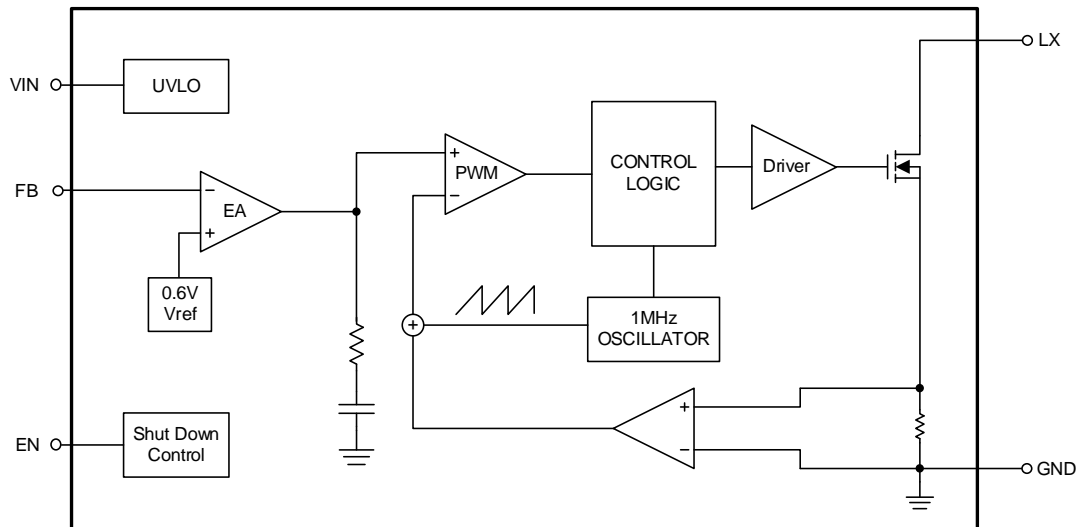 LX
VIN
UVLO
FB
−
EA
+
0.6V
Vref
+
PWM
−
CONTROL
LOGIC
Driver
+
1MHz
OSCILLATOR
EN
Shut Down
Control
+
−
GND